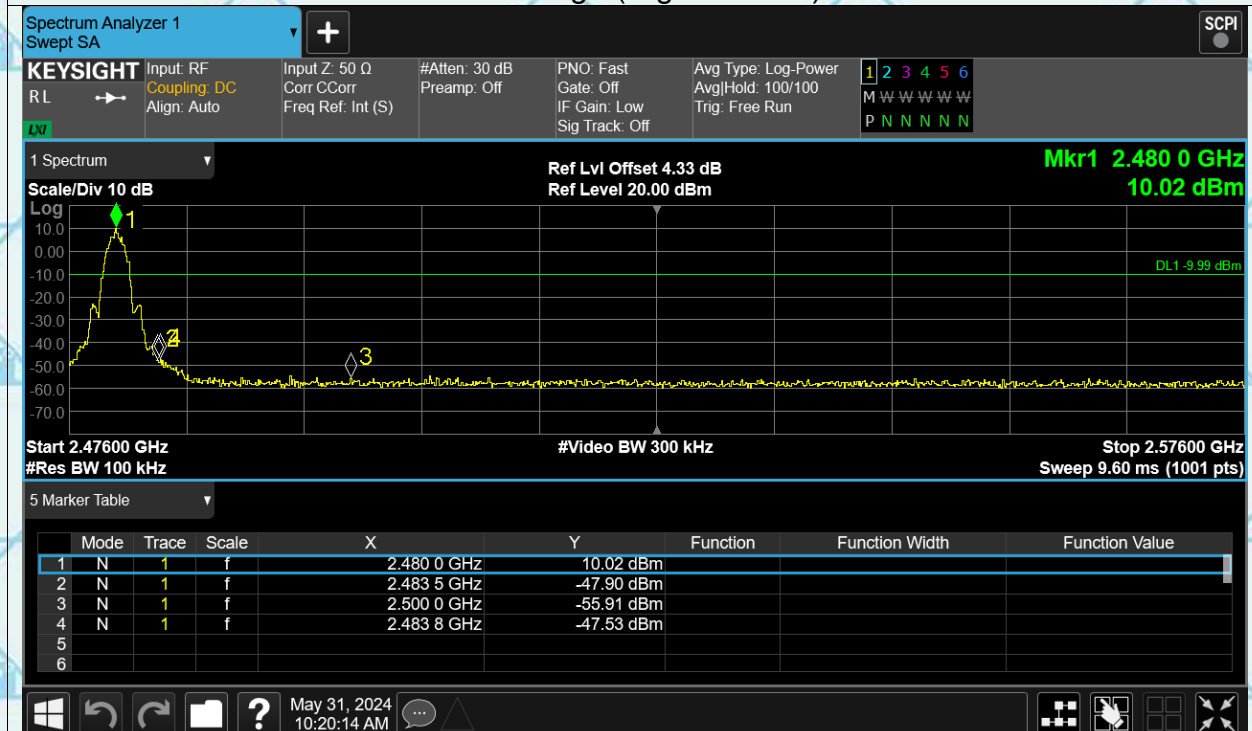 Spectrum Analyzer 1
Swept SA
+
SCPI
KEYSIGHT
RL
LXI
Input: RF
Coupling: DC
Align: Auto
Input Z: 50 Ω
Corr CCorr
Freq Ref: Int (S)
#Atten: 30 dB
Preamp: Off
PNO: Fast
Gate: Off
IF Gain: Low
Sig Track: Off
Avg Type: Log-Power
Avg|Hold: 100/100
Trig: Free Run
1 2 3 4 5 6
M W W W W W
P N N N N N
1 Spectrum
Scale/Div 10 dB
Ref Lvl Offset 4.33 dB
Ref Level 20.00 dBm
Mkr1 2.480 0 GHz
10.02 dBm
Log
10.0
0.00
-10.0
-20.0
-30.0
-40.0
-50.0
-60.0
-70.0
1
2
3
DL1 -9.99 dBm
Start 2.47600 GHz
#Video BW 300 kHz
Stop 2.57600 GHz
#Res BW 100 kHz
Sweep 9.60 ms (1001 pts)
5 Marker Table
Mode Trace Scale X Y Function Function Width Function Value
1 N 1 f 2.480 0 GHz 10.02 dBm
2 N 1 f 2.483 5 GHz -47.90 dBm
3 N 1 f 2.500 0 GHz -55.91 dBm
4 N 1 f 2.483 8 GHz -47.53 dBm
5
6
?
May 31, 2024
10:20:14 AM